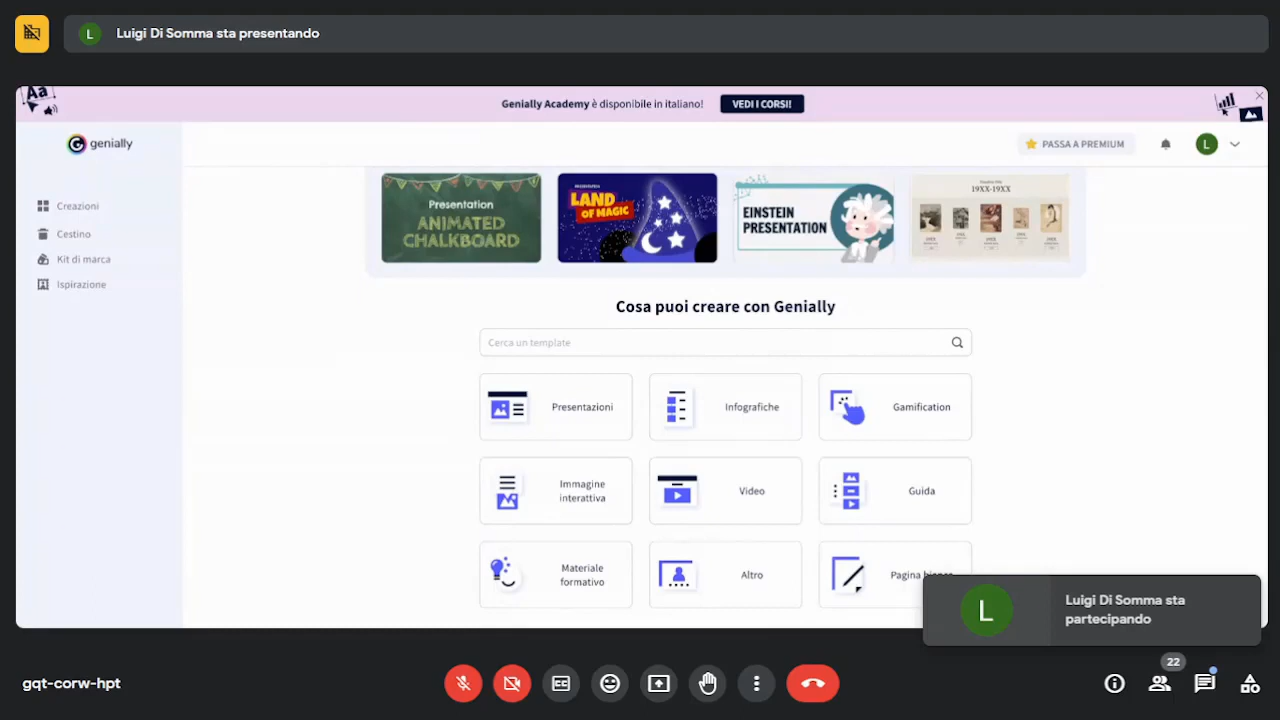 L Luigi Di Somma sta presentando
Aa
Genially Academy è disponibile in italiano! VEDI I CORSI!
genially
PASSA A PREMIUM L
Creazioni
Cestino
Kit di marca
Ispirazione
Presentation
ANIMATED
CHALKBOARD
LAND
OF MAGIC
EINSTEIN
PRESENTATION
19XX-19XX
Cosa puoi creare con Genially
Cerca un template
Presentazioni
Infografiche
Gamification
Immagine
interattiva
Video
Guida
Materiale
formativo
Altro
Pagina
L
Luigi Di Somma sta
partecipando
gqt-corw-hpt
22